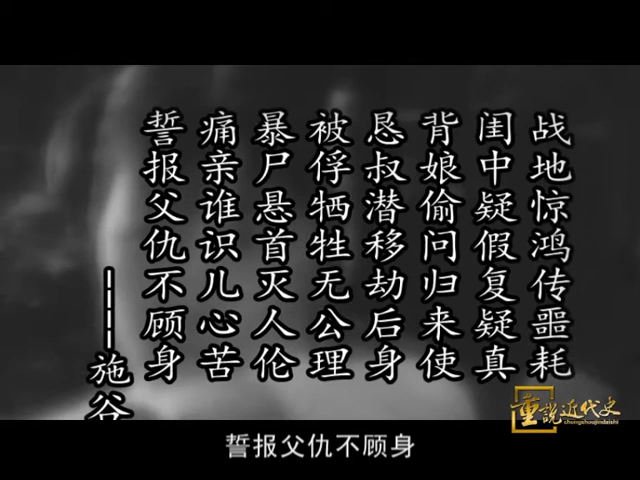 战地惊鸿传噩耗
闺中疑假复疑真
背娘偷问归来使
恳叔潜移劫后身
被俘牺牲无公理
暴尸悬首灭人伦
痛亲谁识儿心苦
誓报父仇不顾身
——施谷
重說近代史
chongshuojindaishi
誓报父仇不顾身